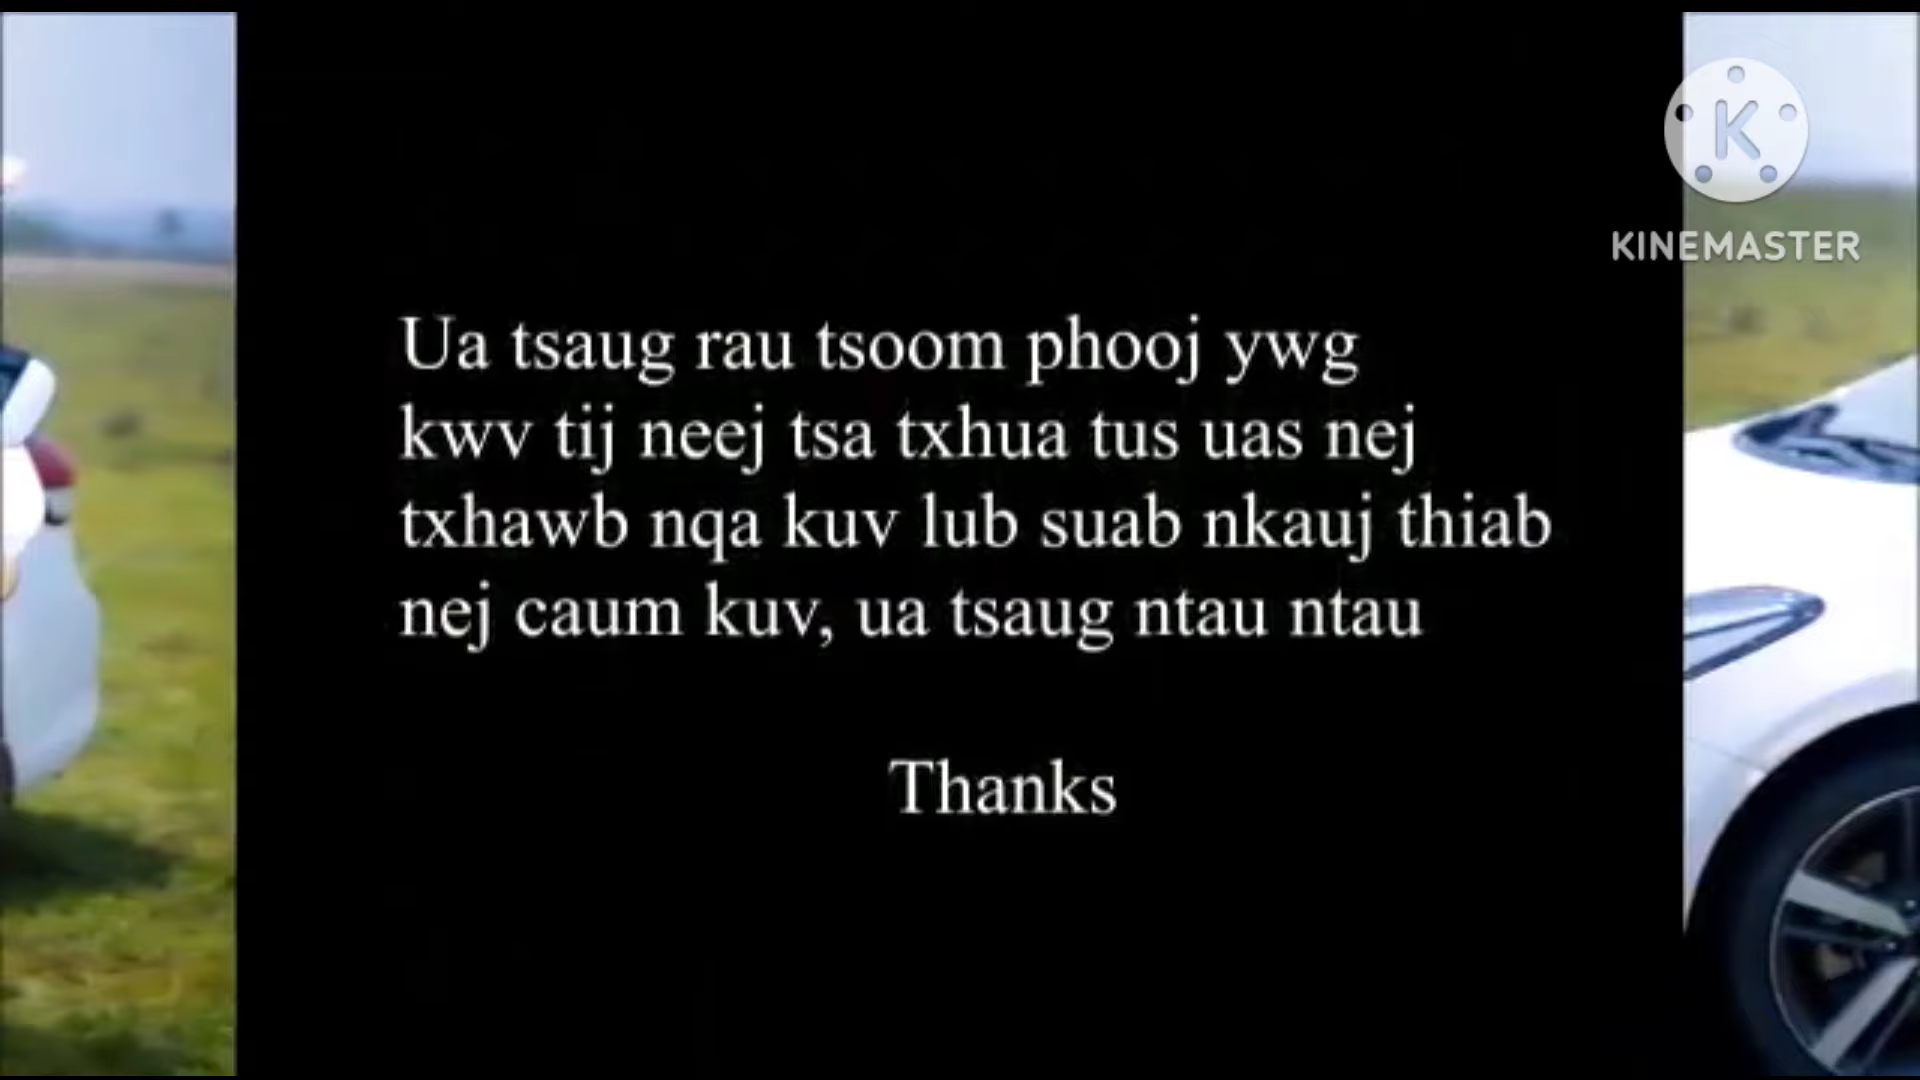 KINEMASTER
Ua tsaug rau tsoom phooj ywg
kwv tij neej tsa txhua tus uas nej
txhawb nqa kuv lub suab nkauj thiab
nej caum kuv, ua tsaug ntau ntau
Thanks